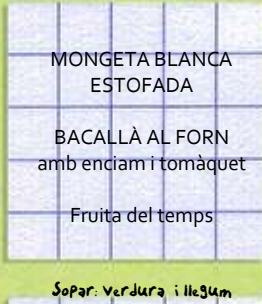 MONGETA BLANCA
ESTOFADA
BACALLÀ AL FORN
amb enciam i tomàquet
Fruita del temps
Sopar: verdura i llegum